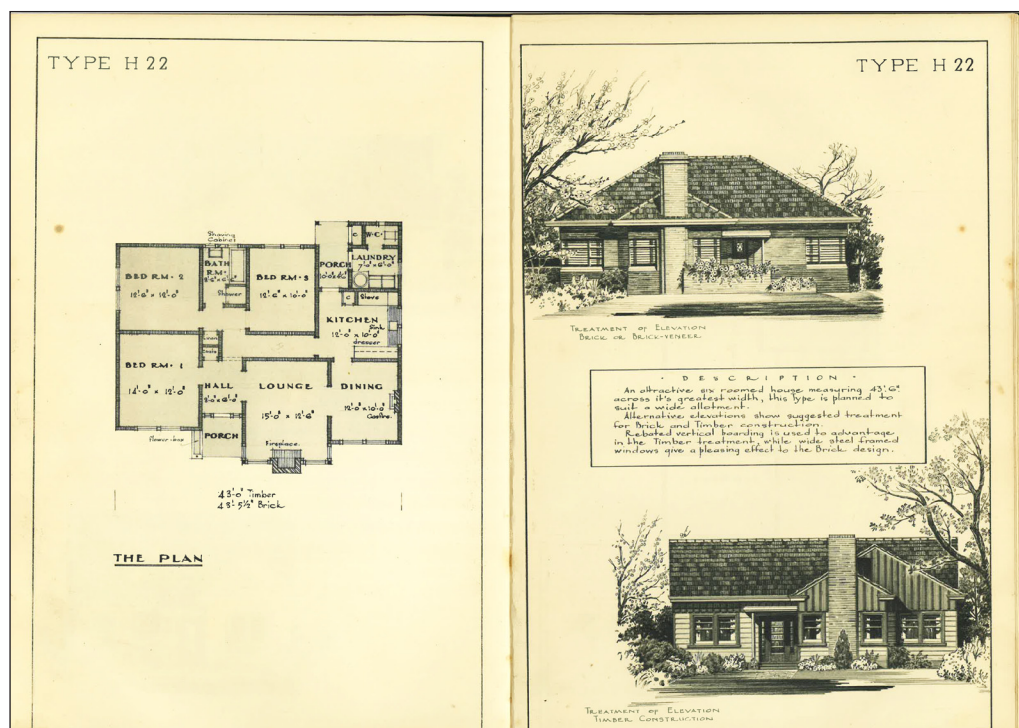 TYPE H 22
Shaving
Cabinet
C
W.C.
BED RM. 2
12'.6" x 12'.0"
BATH
RM.
Shower
BED RM. 3
12'.6" x 10'.0"
PORCH
LAUNDRY
C
Stove
KITCHEN
12'.0" x 10'.0"
Sink
dresser
BED RM. 1
14'.0" x 12'.0"
Linen
HALL
LOUNGE
15'.0" x 12'.6"
DINING
12'.0" x 10'.0"
Gasfire
flower-box
PORCH
Fireplace
43'-0" Timber
43'-5½" Brick
THE PLAN
TYPE H 22
TREATMENT OF ELEVATION
BRICK OR BRICK-VENEER
· DESCRIPTION ·
An attractive six roomed house measuring 43'.6"
across it's greatest width, this type is planned to
suit a wide allotment.
Alternative elevations show suggested treatment
for Brick and Timber construction.
Rebated vertical boarding is used to advantage
in the Timber treatment, while wide steel framed
windows give a pleasing effect to the Brick design.
TREATMENT OF ELEVATION
TIMBER CONSTRUCTION